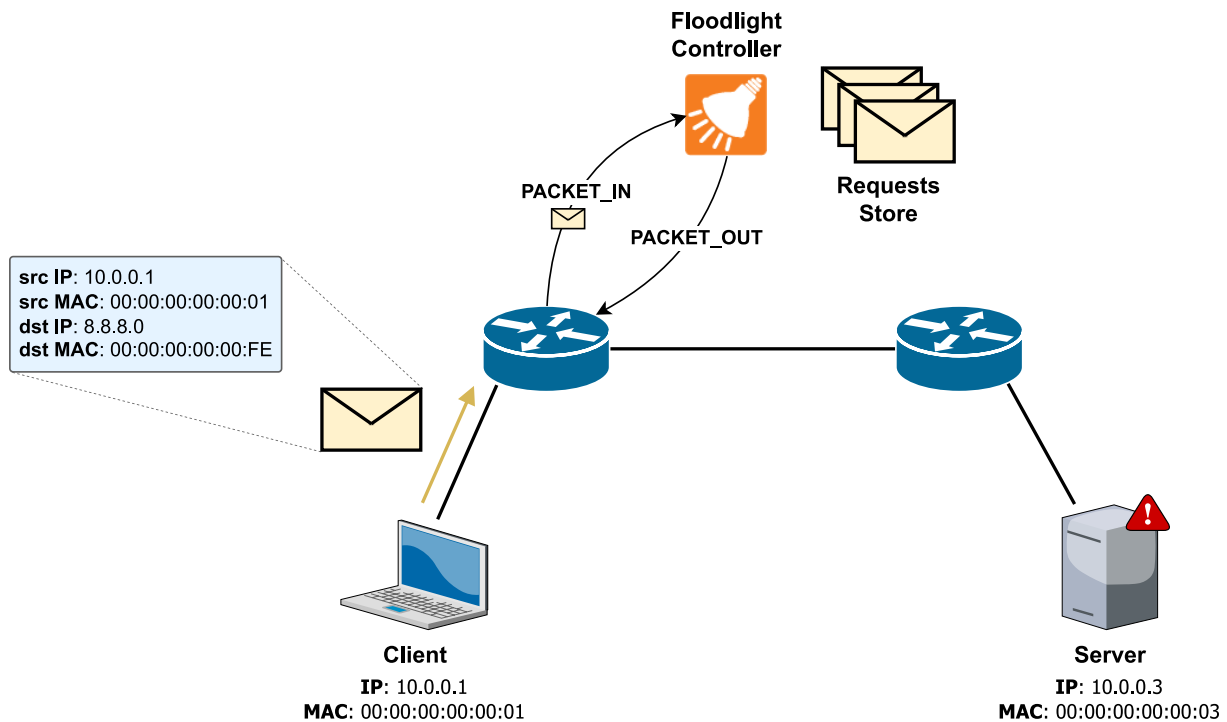 Floodlight
Controller
PACKET_IN
Requests
Store
PACKET_OUT
src IP: 10.0.0.1
src MAC: 00:00:00:00:00:01
dst IP: 8.8.8.0
dst MAC: 00:00:00:00:00:FE
Client
IP: 10.0.0.1
MAC: 00:00:00:00:00:01
Server
IP: 10.0.0.3
MAC: 00:00:00:00:00:03